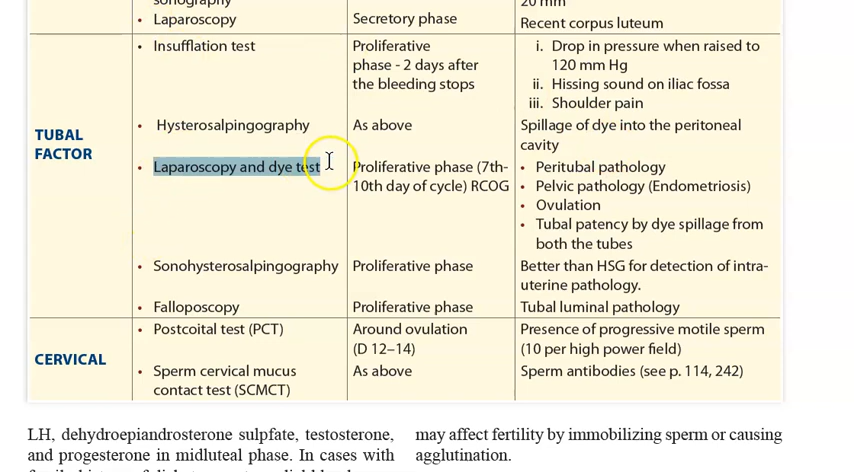 sonography
20 mm
• Laparoscopy
Secretory phase
Recent corpus luteum
TUBAL
FACTOR
• Insufflation test
Proliferative
phase - 2 days after
the bleeding stops
i. Drop in pressure when raised to
120 mm Hg
ii. Hissing sound on iliac fossa
iii. Shoulder pain
• Hysterosalpingography
As above
Spillage of dye into the peritoneal
cavity
• Laparoscopy and dye test
Proliferative phase (7th-
10th day of cycle) RCOG
• Peritubal pathology
• Pelvic pathology (Endometriosis)
• Ovulation
• Tubal patency by dye spillage from
both the tubes
• Sonohysterosalpingography
Proliferative phase
Better than HSG for detection of intra-
uterine pathology.
• Falloposcopy
Proliferative phase
Tubal luminal pathology
CERVICAL
• Postcoital test (PCT)
Around ovulation
(D 12–14)
Presence of progressive motile sperm
(10 per high power field)
• Sperm cervical mucus
contact test (SCMCT)
As above
Sperm antibodies (see p. 114, 242)
LH, dehydroepiandrosterone sulpfate, testosterone,
and progesterone in midluteal phase. In cases with
may affect fertility by immobilizing sperm or causing
agglutination.